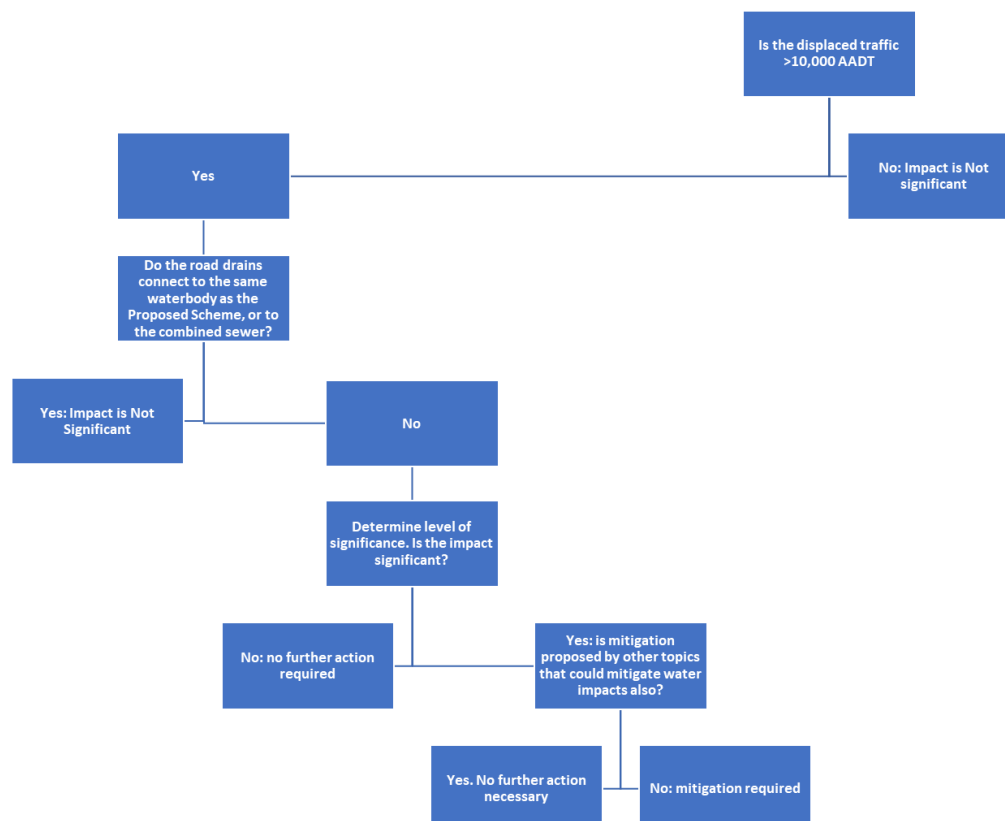 Is the displaced traffic
>10,000 AADT
Yes
No: Impact is Not
significant
Do the road drains
connect to the same
waterbody as the
Proposed Scheme, or to
the combined sewer?
Yes: Impact is Not
Significant
No
Determine level of
significance. Is the impact
significant?
No: no further action
required
Yes: is mitigation
proposed by other topics
that could mitigate water
impacts also?
Yes. No further action
necessary
No: mitigation required